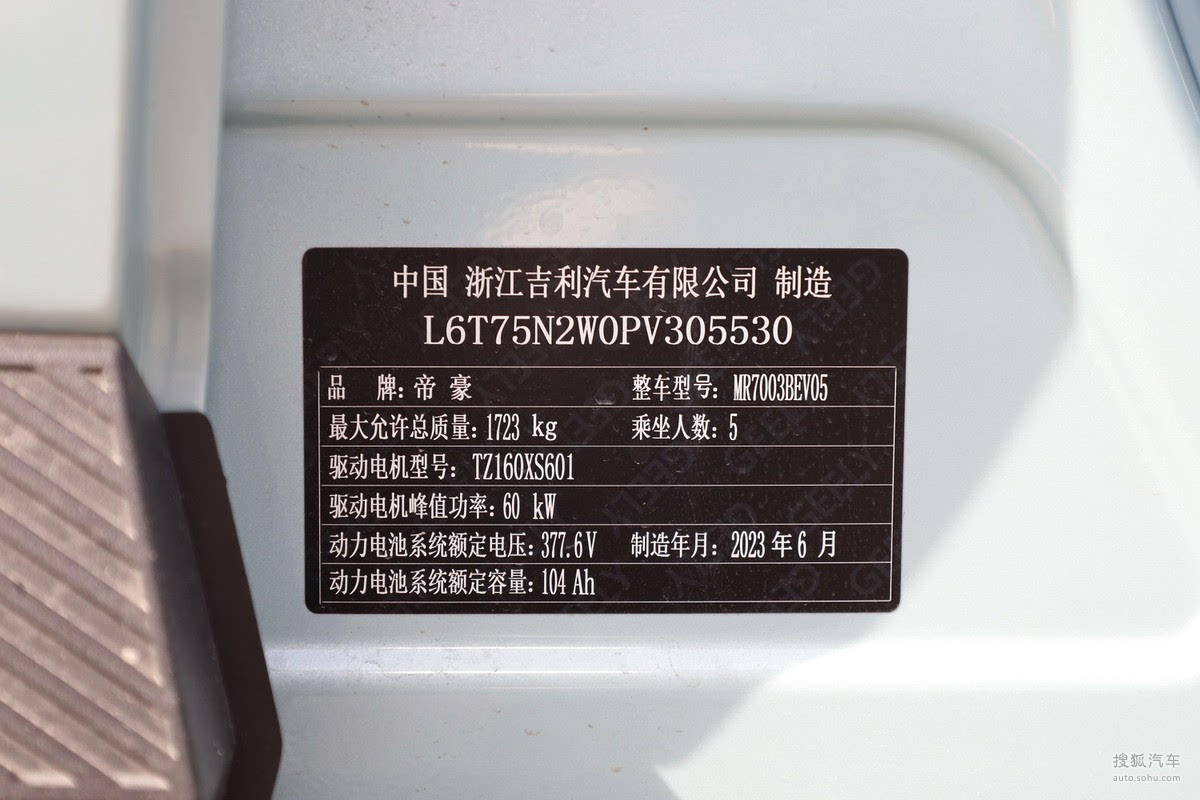 中国 浙江吉利汽车有限公司 制造
L6T75N2W0PV305530
品 牌: 帝豪 整车型号: MR7003BEV05
最大允许总质量: 1723 kg 乘坐人数: 5
驱动电机型号: TZ160XS601
驱动电机峰值功率: 60 kW
动力电池系统额定电压: 377.6V 制造年月: 2023 年 6 月
动力电池系统额定容量: 104 Ah
搜狐汽车
auto.sohu.com